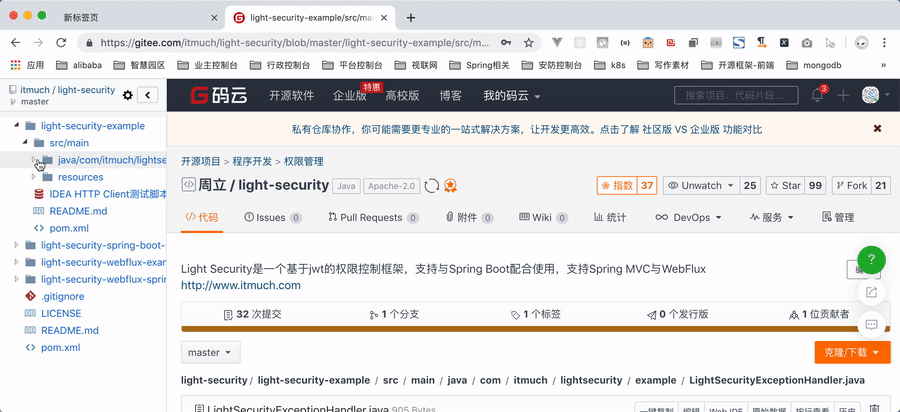 新标签页
light-security-example/src/mai
https://gitee.com/itmuch/light-security/blob/master/light-security-example/src/m...
应用 alibaba 智慧园区 业主控制台 行政控制台 平台控制台 视联网 Spring相关 安防控制台 k8s 写作素材 开源框架-前端 mongodb »
itmuch / light-security
master
light-security-example
src/main
java/com/itmuch/lightse
resources
IDEA HTTP Client测试脚本
README.md
pom.xml
light-security-spring-boot-
light-security-webflux-exar
light-security-webflux-sprin
.gitignore
LICENSE
README.md
pom.xml
G码云 开源软件 企业版 特惠 高校版 博客 我的码云 搜索项目、代码片段... 3
私有仓库协作，你可能需要更专业的一站式解决方案，让开发更高效。点击了解 社区版 VS 企业版 功能对比
开源项目 > 程序开发 > 权限管理
周立 / light-security Java Apache-2.0 指数 37 Unwatch 25 Star 99 Fork 21
代码 Issues 0 Pull Requests 0 附件 0 Wiki 0 统计 DevOps 服务 管理
Light Security是一个基于jwt的权限控制框架，支持与Spring Boot配合使用，支持Spring MVC与WebFlux
http://www.itmuch.com
?
32 次提交 1 个分支 1 个标签 0 个发行版 1 位贡献者
master 克隆/下载
light-security / light-security-example / src / main / java / com / itmuch / lightsecurity / example / LightSecurityExceptionHandler.java
LightSecurityExceptionHandler.java 905 Bytes 一键复制 编辑 Web IDE 原始数据 按行查看 历史